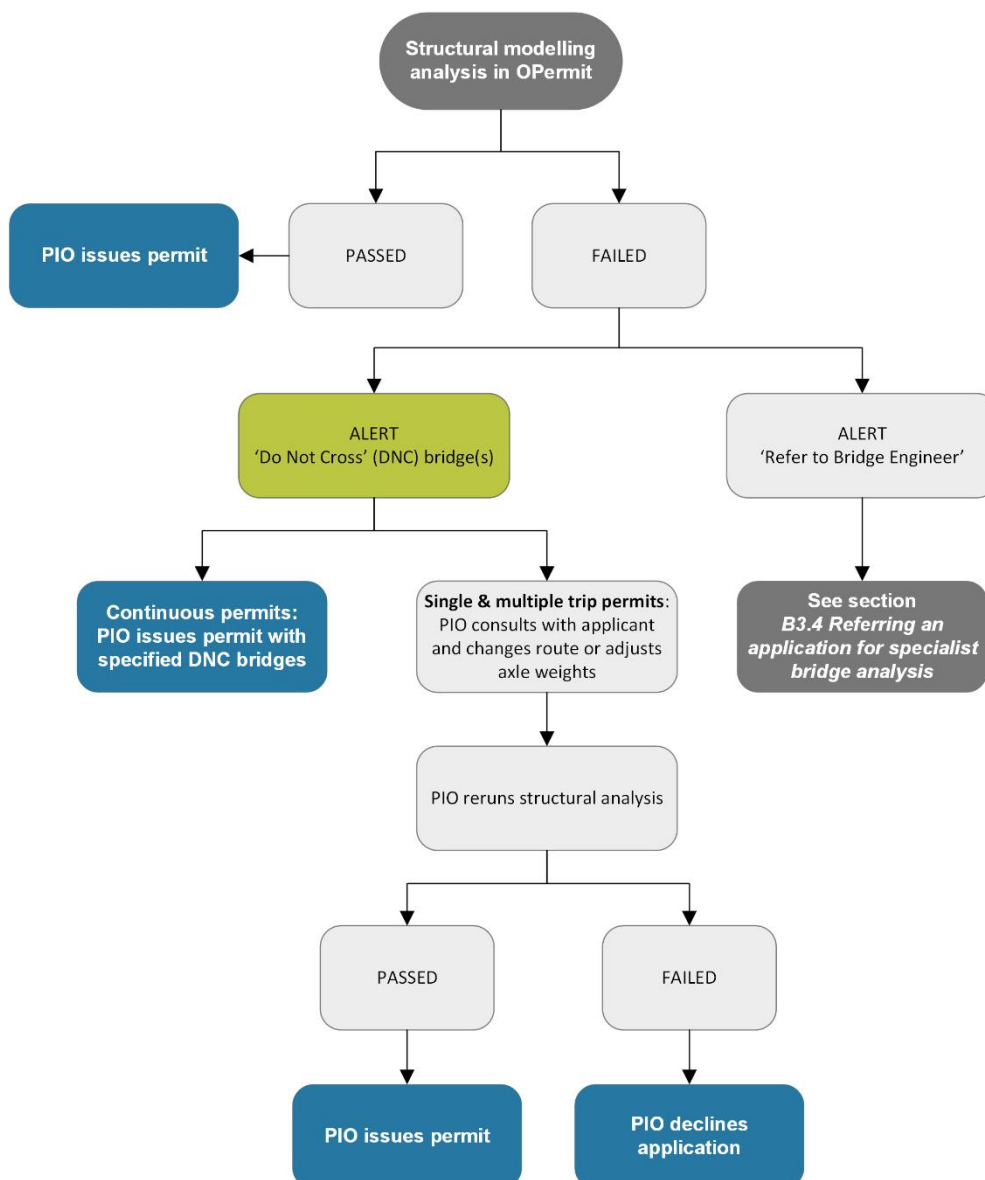 Structural modelling
analysis in OPermit
PIO issues permit
PASSED
FAILED
ALERT
‘Do Not Cross’ (DNC) bridge(s)
ALERT
‘Refer to Bridge Engineer’
Continuous permits:
PIO issues permit with
specified DNC bridges
Single & multiple trip permits:
PIO consults with applicant
and changes route or adjusts
axle weights
See section
B3.4 Referring an
application for specialist
bridge analysis
PIO reruns structural analysis
PASSED
FAILED
PIO issues permit
PIO declines
application